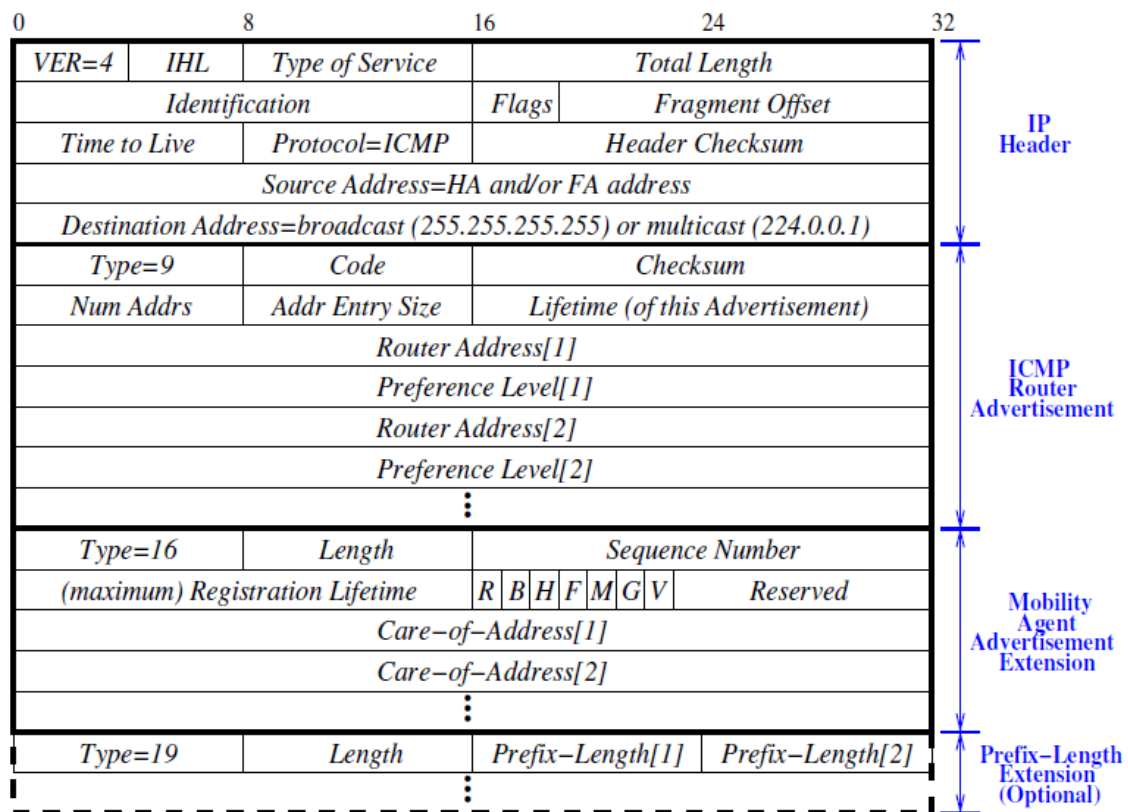 0 8 16 24 32
VER=4 IHL Type of Service Total Length
Identification Flags Fragment Offset
Time to Live Protocol=ICMP Header Checksum
Source Address=HA and/or FA address
Destination Address=broadcast (255.255.255.255) or multicast (224.0.0.1)
IP
Header
Type=9 Code Checksum
Num Addrs Addr Entry Size Lifetime (of this Advertisement)
Router Address[1]
Preference Level[1]
Router Address[2]
Preference Level[2]
⋮
ICMP
Router
Advertisement
Type=16 Length Sequence Number
(maximum) Registration Lifetime R B H F M G V Reserved
Care-of-Address[1]
Care-of-Address[2]
⋮
Mobility
Agent
Advertisement
Extension
Type=19 Length Prefix-Length[1] Prefix-Length[2]
⋮
Prefix-Length
Extension
(Optional)